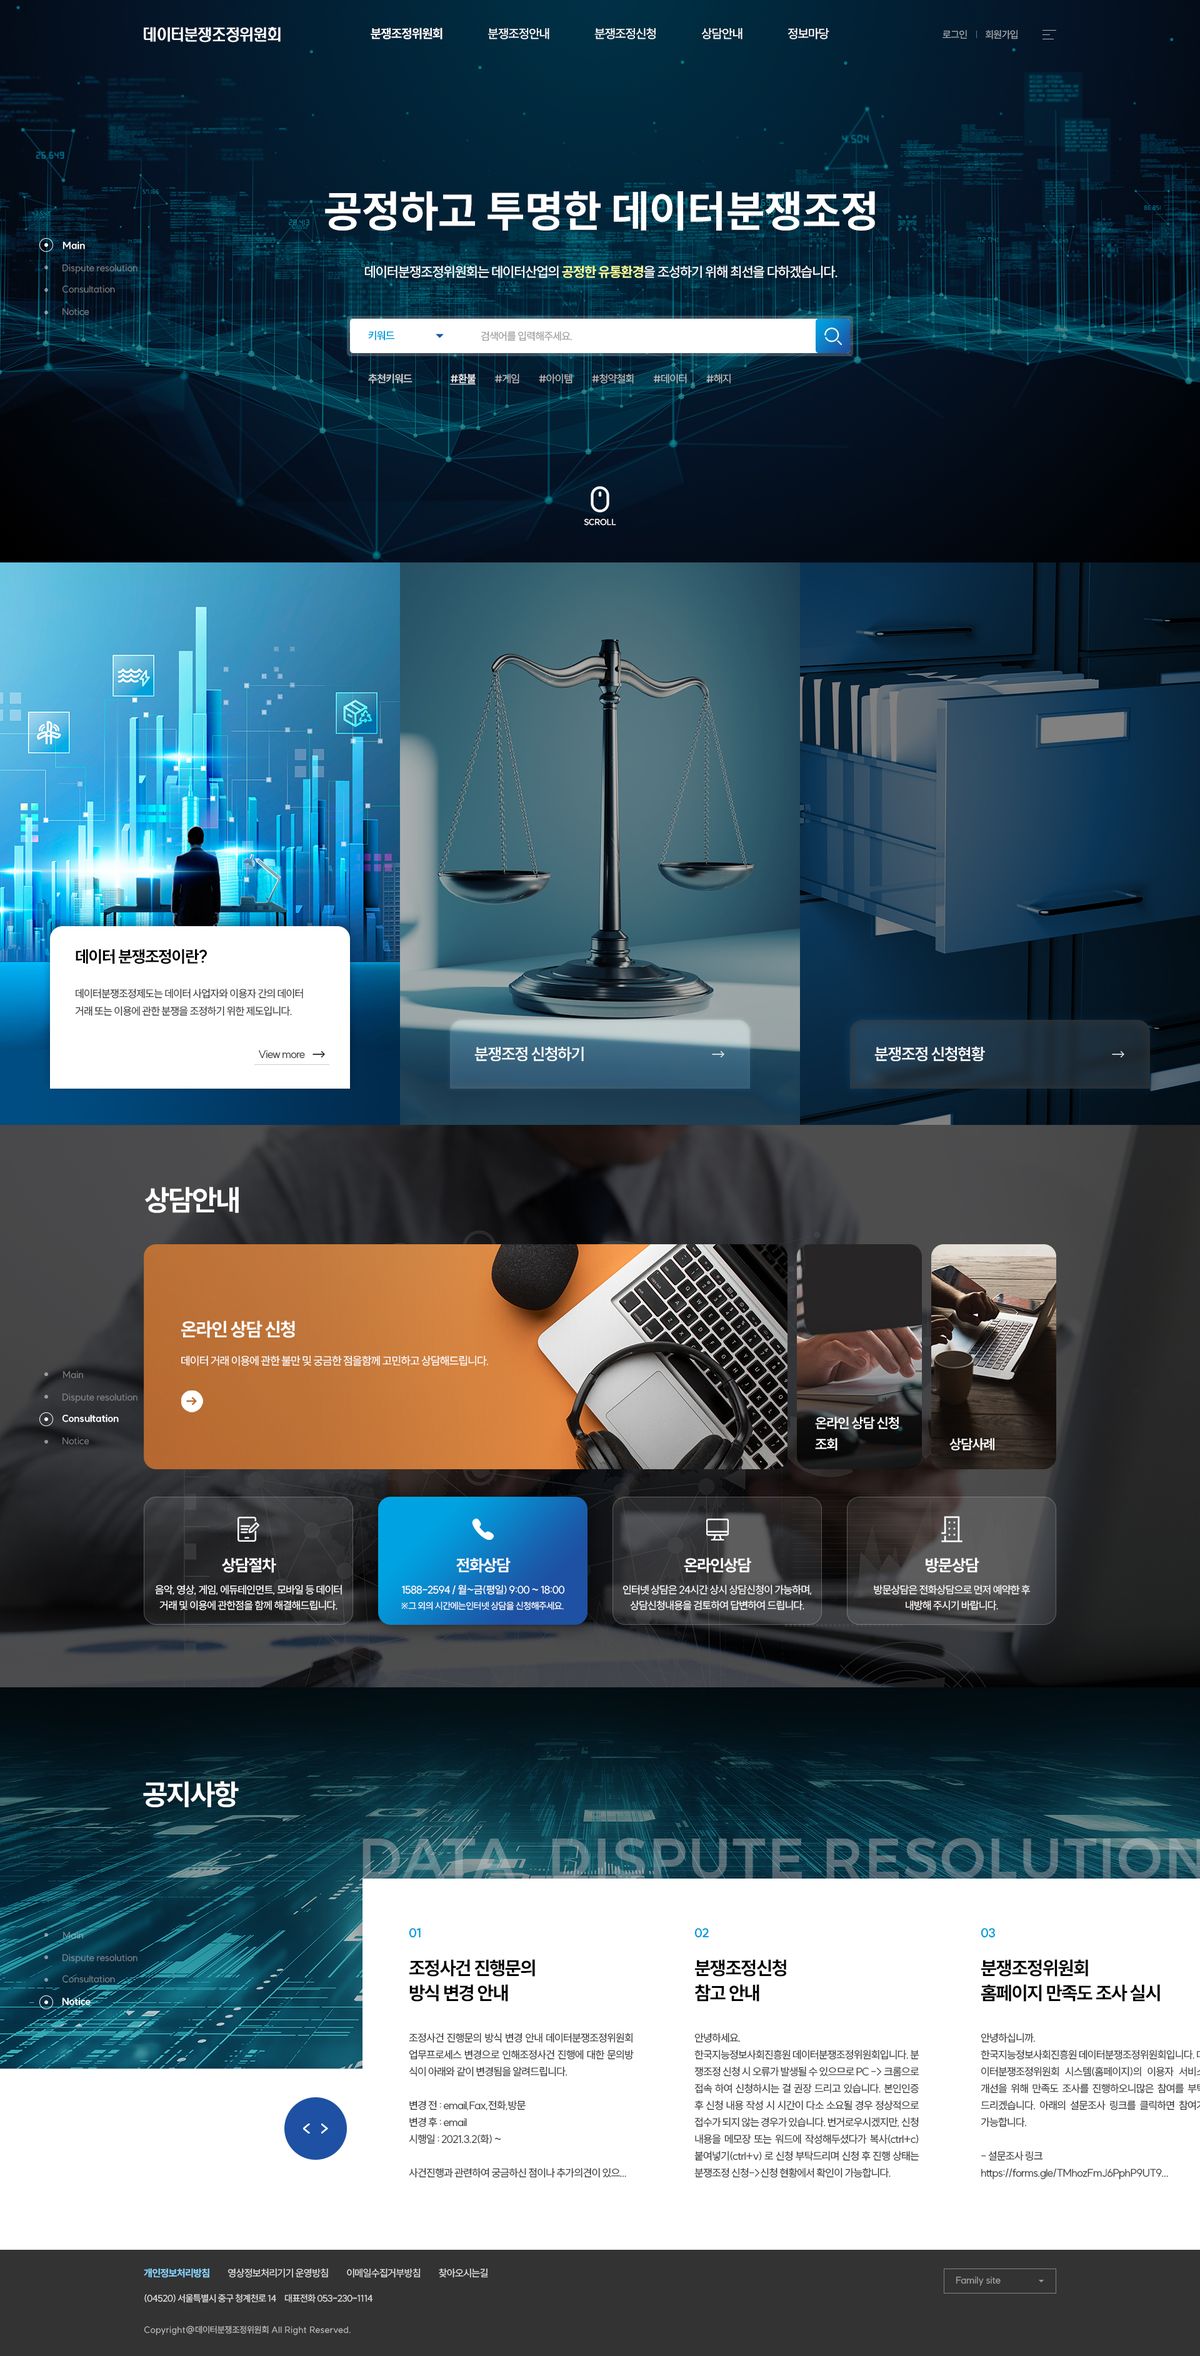 데이터분쟁조정위원회
분쟁조정위원회 분쟁조정안내 분쟁조정신청 상담안내 정보마당
로그인 회원가입
26.649
4.504
공정하고 투명한 데이터분쟁조정
Main
Dispute resolution
Consultation
Notice
데이터분쟁조정위원회는 데이터산업의 공정한 유통환경을 조성하기 위해 최선을 다하겠습니다.
키워드 검색어를 입력해주세요.
추천키워드 #환불 #게임 #아이템 #청약철회 #데이터 #해지
SCROLL
데이터 분쟁조정이란?
데이터분쟁조정제도는 데이터 사업자와 이용자 간의 데이터
거래 또는 이용에 관한 분쟁을 조정하기 위한 제도입니다.
View more
분쟁조정 신청하기
분쟁조정 신청현황
상담안내
온라인 상담 신청
데이터 거래 이용에 관한 불만 및 궁금한 점을함께 고민하고 상담해드립니다.
온라인 상담 신청
조회
상담사례
Main
Dispute resolution
Consultation
Notice
상담절차
음악, 영상, 게임, 에듀테인먼트, 모바일 등 데이터
거래 및 이용에 관한점을 함께 해결해드립니다.
전화상담
1588-2594 / 월~금(평일) 9:00 ~ 18:00
※그 외의 시간에는인터넷 상담을 신청해주세요.
온라인상담
인터넷 상담은 24시간 상시 상담신청이 가능하며,
상담신청내용을 검토하여 답변하여 드립니다.
방문상담
방문상담은 전화상담으로 먼저 예약한 후
내방해 주시기 바랍니다.
공지사항
DATA DISPUTE RESOLUTION
Main
Dispute resolution
Consultation
Notice
01
조정사건 진행문의
방식 변경 안내
조정사건 진행문의 방식 변경 안내 데이터분쟁조정위원회
업무프로세스 변경으로 인해조정사건 진행에 대한 문의방
식이 아래와 같이 변경됨을 알려드립니다.
변경 전 : email,Fax,전화,방문
변경 후 : email
시행일 : 2021.3.2(화) ~
사건진행과 관련하여 궁금하신 점이나 추가의견이 있으...
02
분쟁조정신청
참고 안내
안녕하세요.
한국지능정보사회진흥원 데이터분쟁조정위원회입니다. 분
쟁조정 신청 시 오류가 발생될 수 있으므로 PC -> 크롬으로
접속 하여 신청하시는 걸 권장 드리고 있습니다. 본인인증
후 신청 내용 작성 시 시간이 다소 소요될 경우 정상적으로
접수가 되지 않는 경우가 있습니다. 번거로우시겠지만, 신청
내용을 메모장 또는 워드에 작성해두셨다가 복사(ctrl+c)
붙여넣기(ctrl+v) 로 신청 부탁드리며 신청 후 진행 상태는
분쟁조정 신청->신청 현황에서 확인이 가능합니다.
03
분쟁조정위원회
홈페이지 만족도 조사 실시
안녕하십니까.
한국지능정보사회진흥원 데이터분쟁조정위원회입니다.
이터분쟁조정위원회 시스템(홈페이지)의 이용자 서비스
개선을 위해 만족도 조사를 진행하오니많은 참여를 부탁
드리겠습니다. 아래의 설문조사 링크를 클릭하면 참여가
가능합니다.
- 설문조사 링크
https://forms.gle/TMhozFmJ6PphP9UT9...
개인정보처리방침 영상정보처리기기 운영방침 이메일수집거부방침 찾아오시는길
(04520) 서울특별시 중구 청계천로 14 대표전화 053-230-1114
Family site
Copyright@데이터분쟁조정위원회 All Right Reserved.